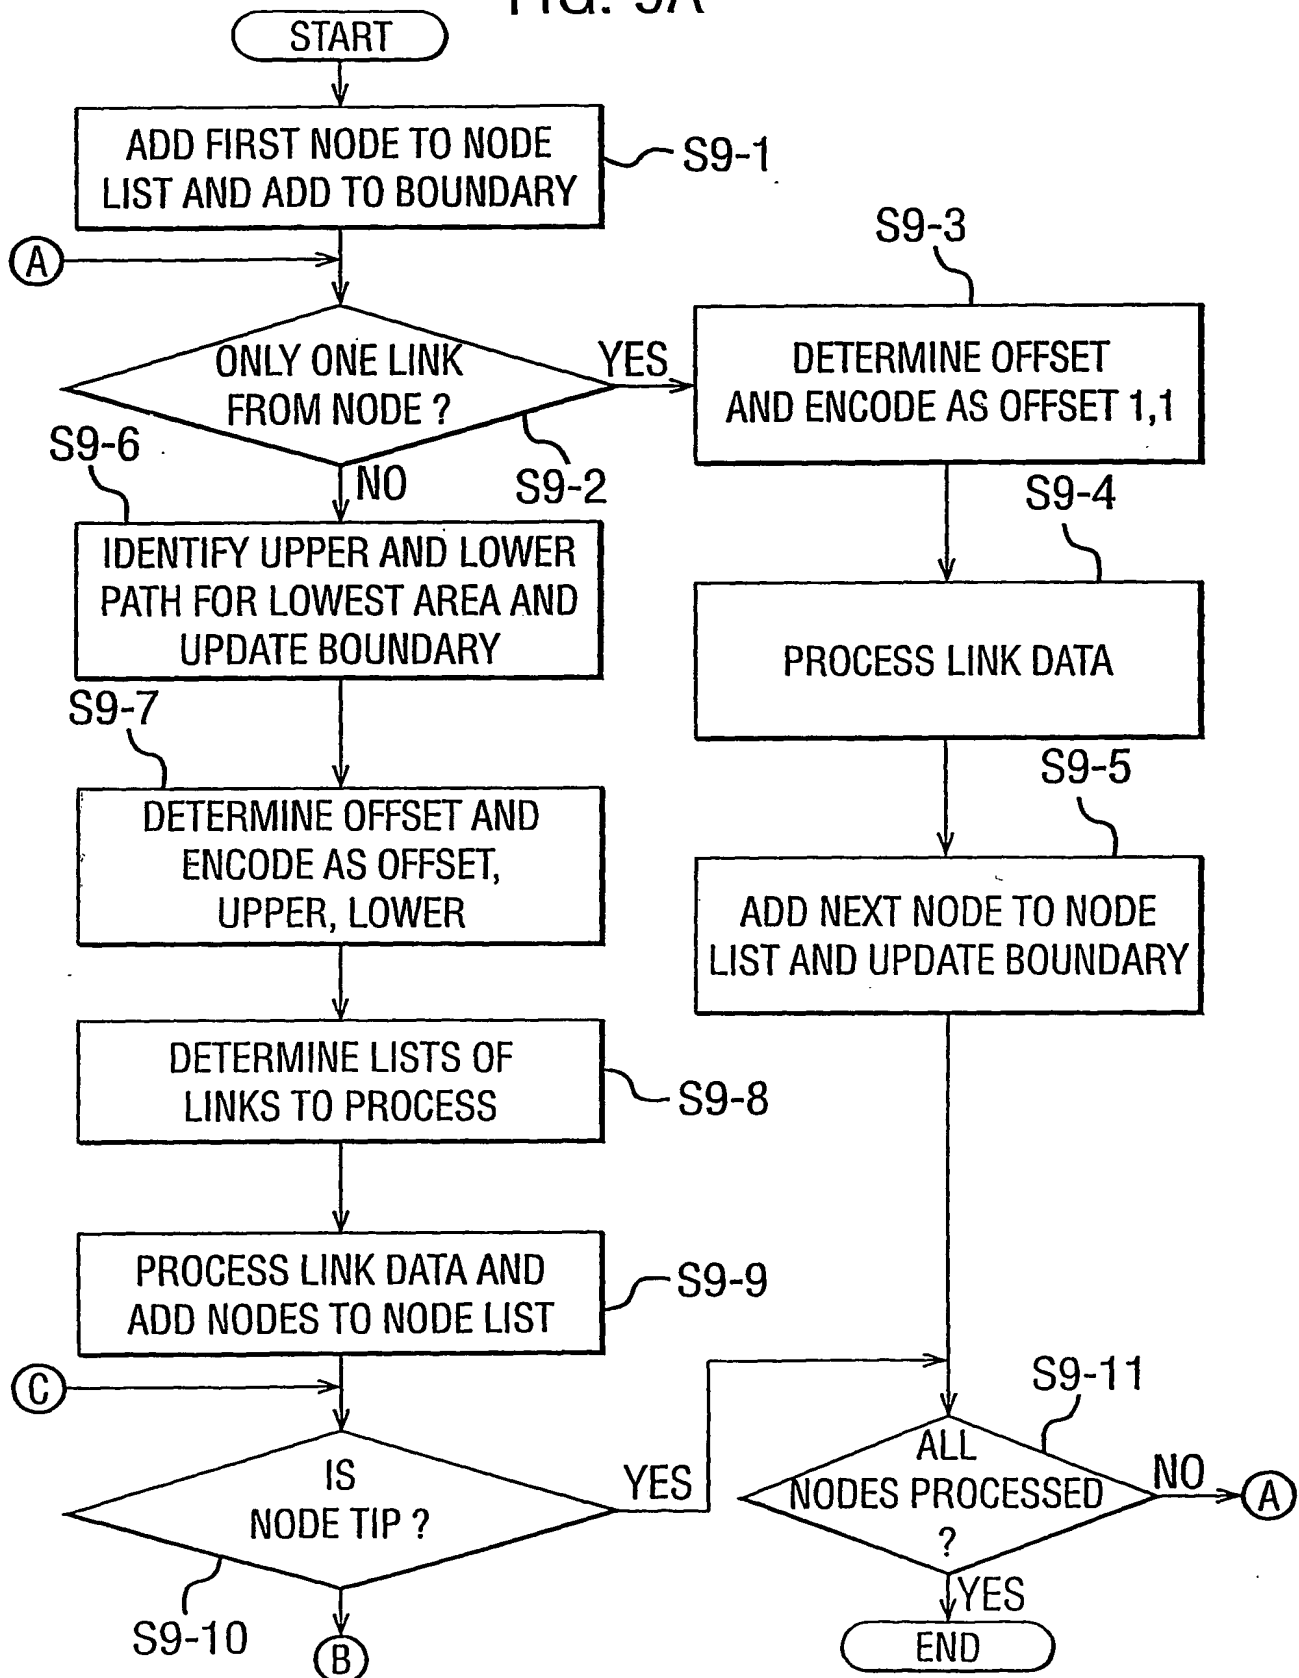 FIG. 9A
START
ADD FIRST NODE TO NODE
LIST AND ADD TO BOUNDARY
S9-1
A
S9-3
ONLY ONE LINK
FROM NODE ?
YES
DETERMINE OFFSET
AND ENCODE AS OFFSET 1,1
S9-6
NO
S9-2
S9-4
IDENTIFY UPPER AND LOWER
PATH FOR LOWEST AREA AND
UPDATE BOUNDARY
PROCESS LINK DATA
S9-7
S9-5
DETERMINE OFFSET AND
ENCODE AS OFFSET,
UPPER, LOWER
ADD NEXT NODE TO NODE
LIST AND UPDATE BOUNDARY
DETERMINE LISTS OF
LINKS TO PROCESS
S9-8
PROCESS LINK DATA AND
ADD NODES TO NODE LIST
S9-9
C
S9-11
IS
NODE TIP ?
YES
ALL
NODES PROCESSED
?
NO
A
S9-10
B
YES
END